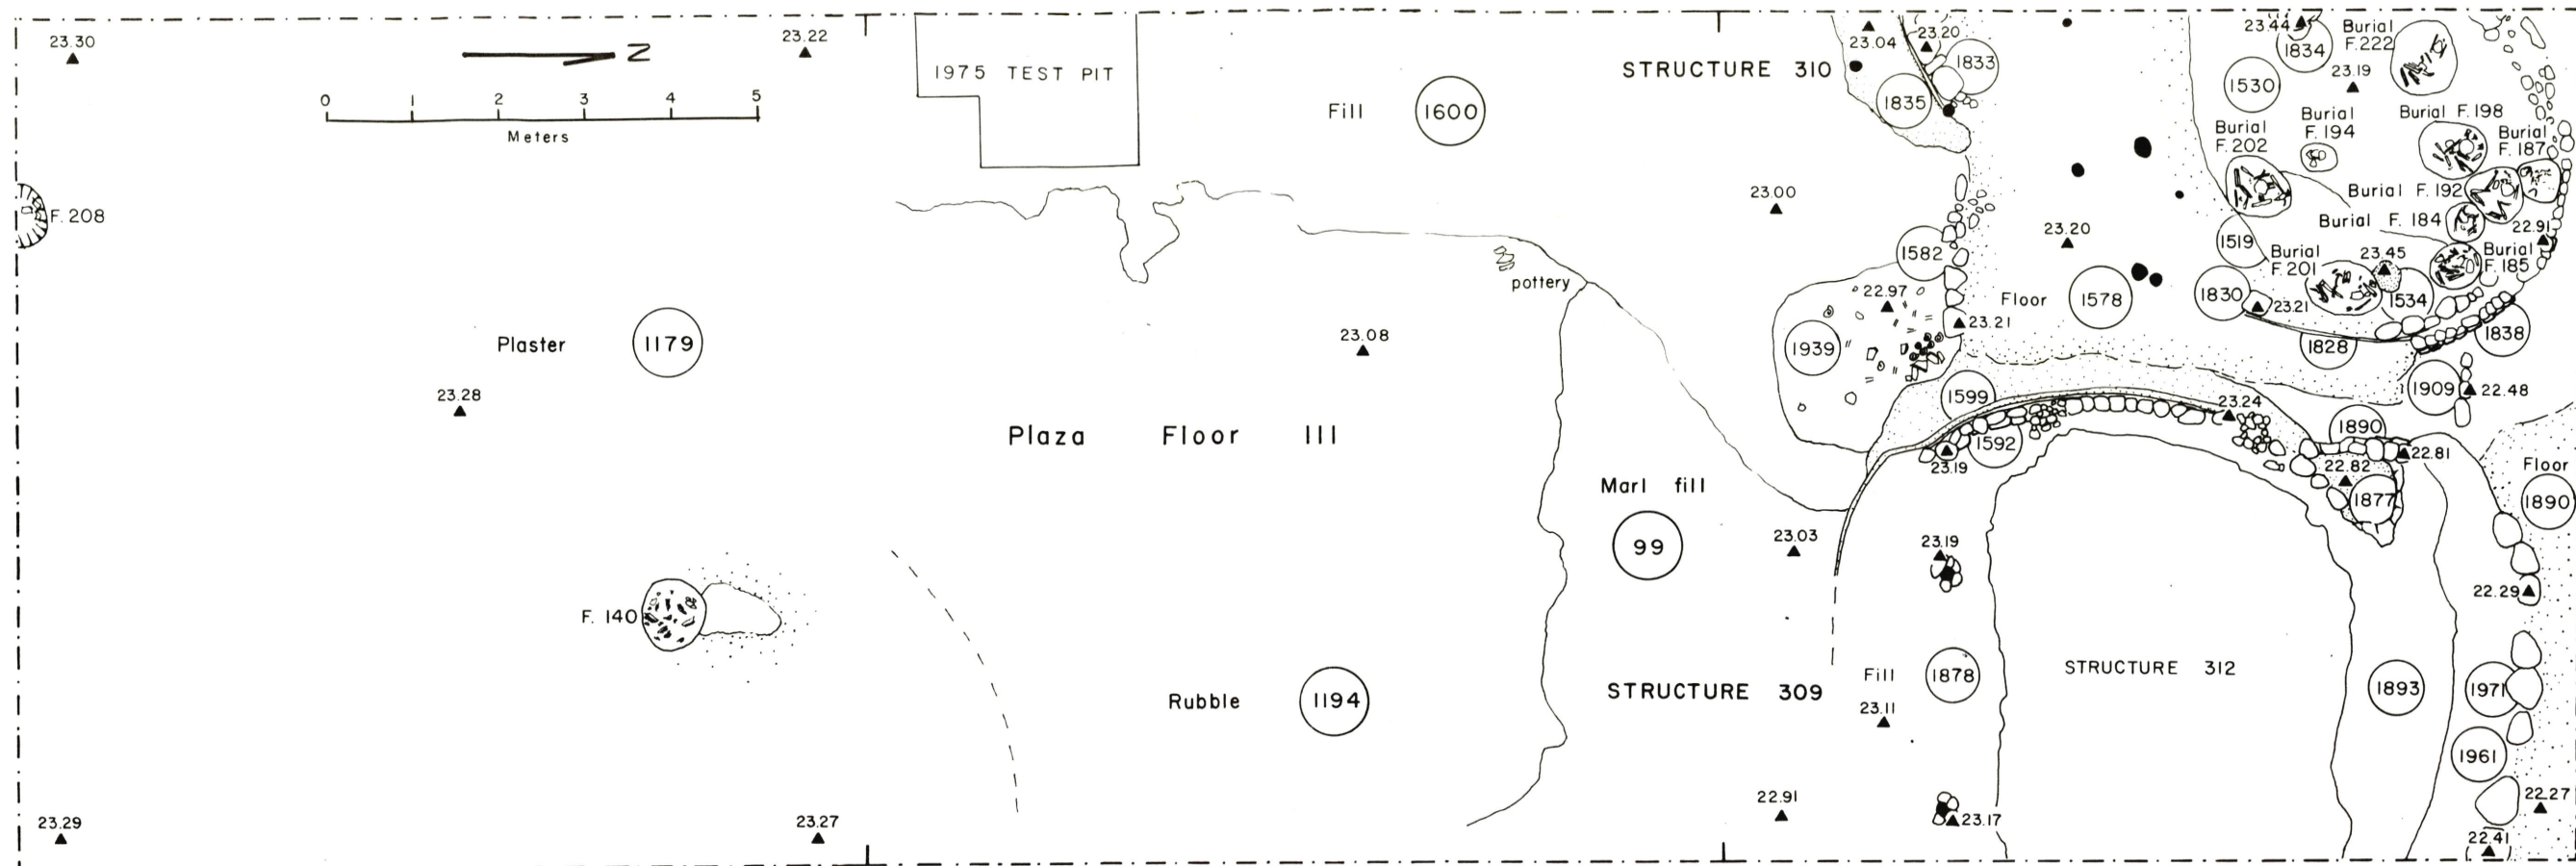 23.30
23.22
N
0 1 2 3 4 5
Meters
1975 TEST PIT
Fill 1600
STRUCTURE 310
23.04
23.20
1833
1835
23.44
1834
Burial
F.222
1530
23.19
Burial
F.202
Burial
F.194
Burial F.198
Burial
F.187
F.208
23.00
Burial F.192
Burial F.184
22.91
1582
23.20
1519
Burial
F.201
23.45
Burial
F.185
pottery
22.97
23.21
Floor 1578
1830
23.21
1534
1838
Plaster 1179
23.08
1939
1828
23.28
1599
1909
22.48
Plaza Floor III
23.24
1592
23.19
1890
22.81
22.82
1877
Floor
1890
Marl fill
99
23.03
23.19
22.29
F. 140
Rubble 1194
STRUCTURE 309
Fill 1878
STRUCTURE 312
1893
1971
23.11
1961
23.29
23.27
22.91
23.17
22.27
22.41